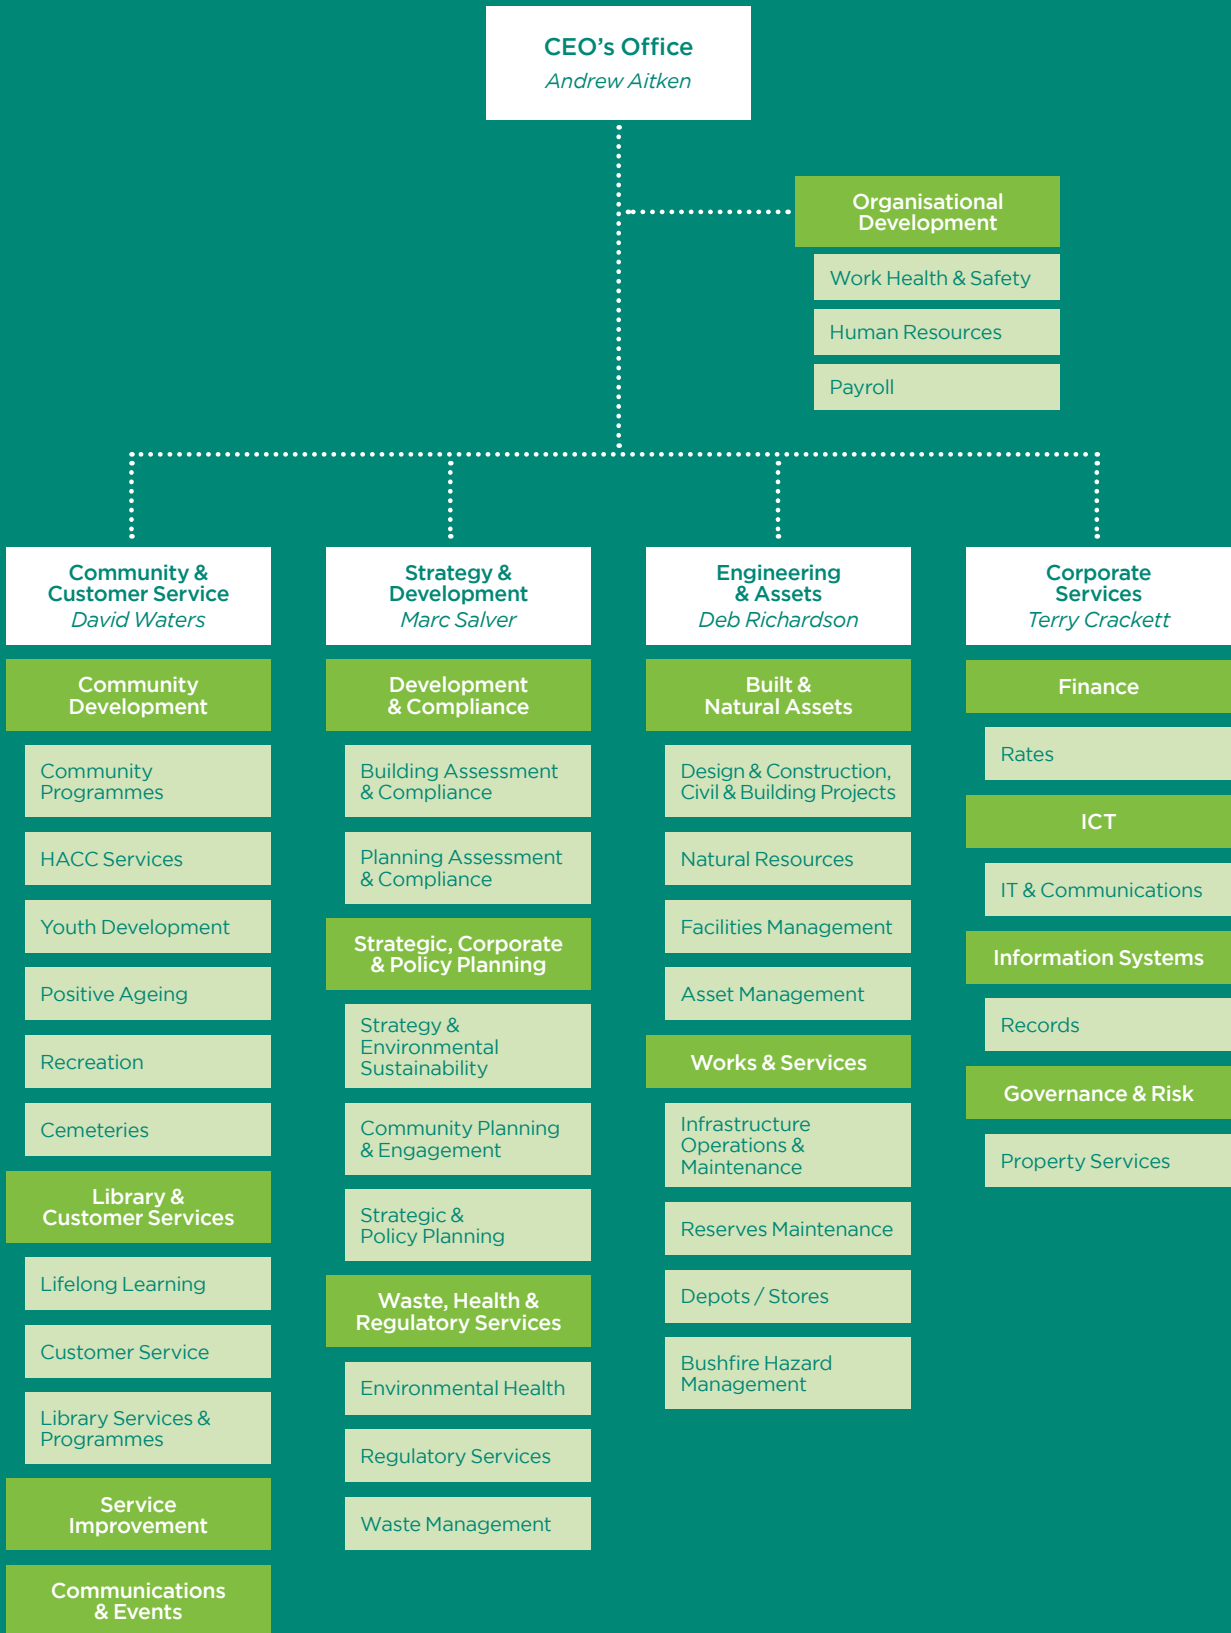 CEO’s Office
Andrew Aitken
Organisational
Development
Work Health & Safety
Human Resources
Payroll
Community &
Customer Service
David Waters
Community
Development
Community
Programmes
HACC Services
Youth Development
Positive Ageing
Recreation
Cemeteries
Library &
Customer Services
Lifelong Learning
Customer Service
Library Services &
Programmes
Service
Improvement
Communications
& Events
Strategy &
Development
Marc Salver
Development
& Compliance
Building Assessment
& Compliance
Planning Assessment
& Compliance
Strategic, Corporate
& Policy Planning
Strategy &
Environmental
Sustainability
Community Planning
& Engagement
Strategic &
Policy Planning
Waste, Health &
Regulatory Services
Environmental Health
Regulatory Services
Waste Management
Engineering
& Assets
Deb Richardson
Built &
Natural Assets
Design & Construction,
Civil & Building Projects
Natural Resources
Facilities Management
Asset Management
Works & Services
Infrastructure
Operations &
Maintenance
Reserves Maintenance
Depots / Stores
Bushfire Hazard
Management
Corporate
Services
Terry Crackett
Finance
Rates
ICT
IT & Communications
Information Systems
Records
Governance & Risk
Property Services